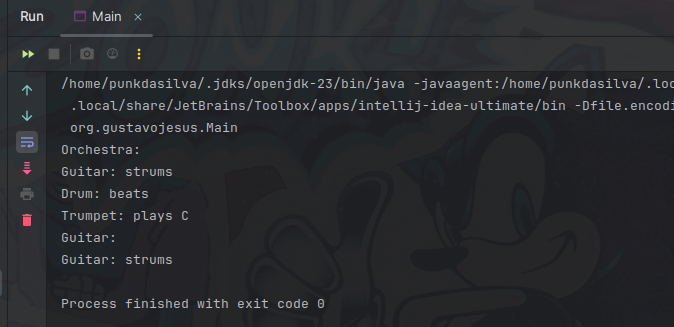 Run
Main
/home/punkdasilva/.jdks/openjdk-23/bin/java -javaagent:/home/punkdasilva/.loc
.local/share/JetBrains/Toolbox/apps/intellij-idea-ultimate/bin -Dfile.encodi
org.gustavojesus.Main
Orchestra:
Guitar: strums
Drum: beats
Trumpet: plays C
Guitar:
Guitar: strums
Process finished with exit code 0